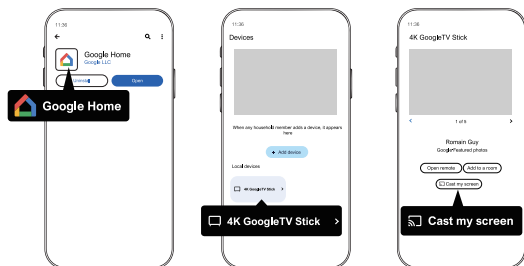 11:36
Google Home
Google LLC
Uninstall
Open
Google Home
11:36
Devices
When any household member adds a device, it appears
here
+ Add device
Local devices
4K GoogleTV Stick >
4K GoogleTV Stick >
11:36
4K GoogleTV Stick
< 1 of 9 >
Romain Guy
Google Featured photos
Open remote
Add to a room
Cast my screen
Cast my screen